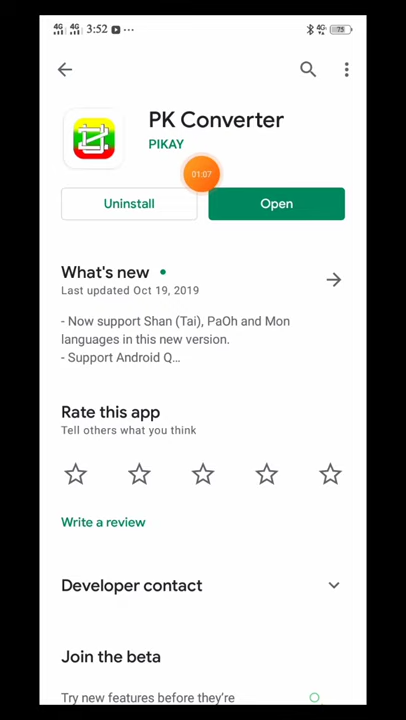 4G 4G 3:52 ... 4G 75
PK Converter
PIKAY
01:07
Uninstall
Open
What's new
Last updated Oct 19, 2019
- Now support Shan (Tai), PaOh and Mon
languages in this new version.
- Support Android Q...
Rate this app
Tell others what you think
Write a review
Developer contact
Join the beta
Try new features before they're